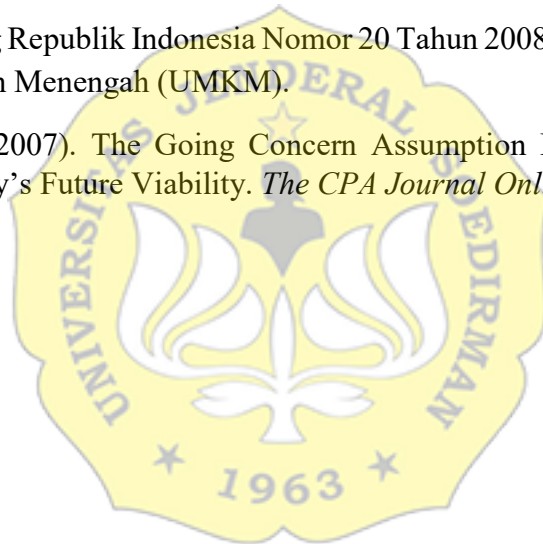 Republik Indonesia Nomor 20 Tahun 2008
Menengah (UMKM).
2007). The Going Concern Assumption
y’s Future Viability. The CPA Journal Onl
UNIVERSITAS JENDERAL SOEDIRMAN
1963